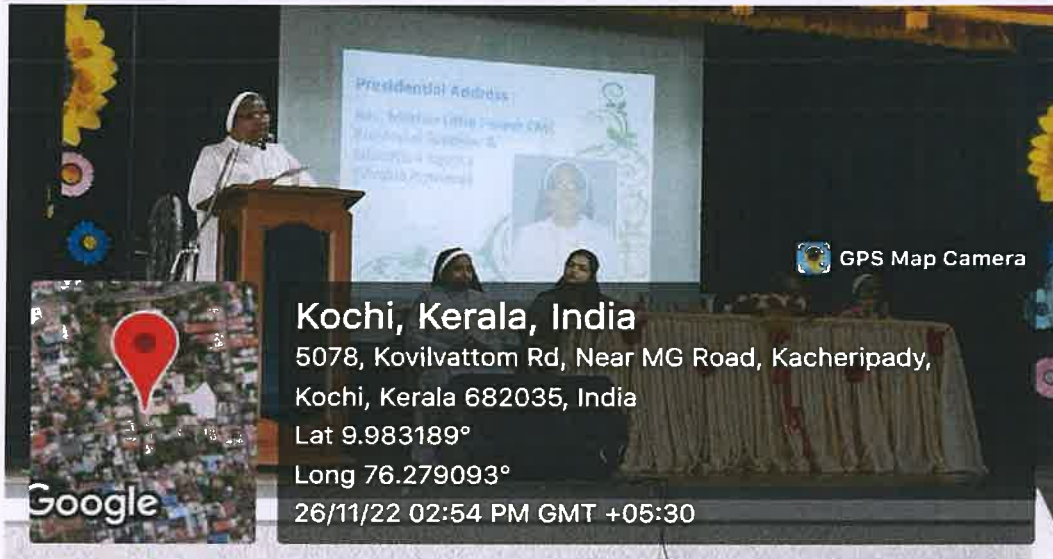 Presidential Address
GPS Map Camera
Kochi, Kerala, India
5078, Kovilvattom Rd, Near MG Road, Kacheripady,
Kochi, Kerala 682035, India
Lat 9.983189°
Long 76.279093°
26/11/22 02:54 PM GMT +05:30
Google